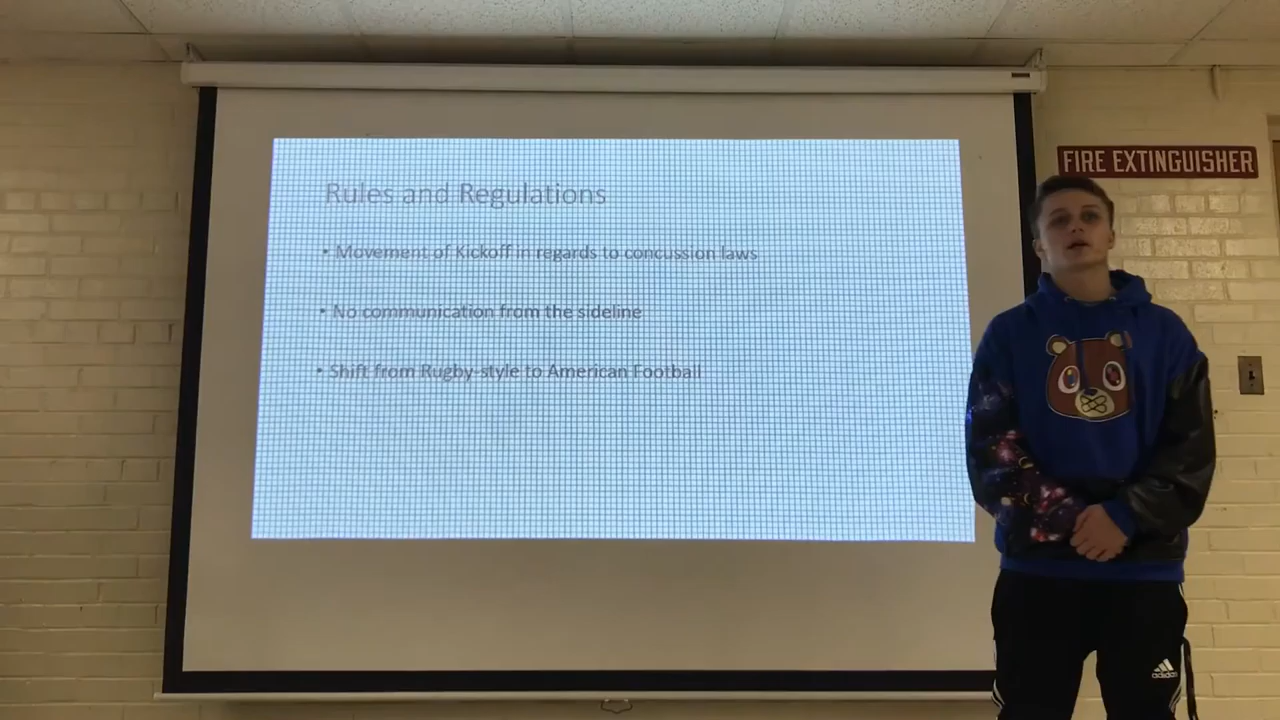 FIRE EXTINGUISHER
Rules and Regulations
• Movement of Kickoff in regards to concussion laws
• No communication from the sideline
• Shift from Rugby-style to American Football
adidas